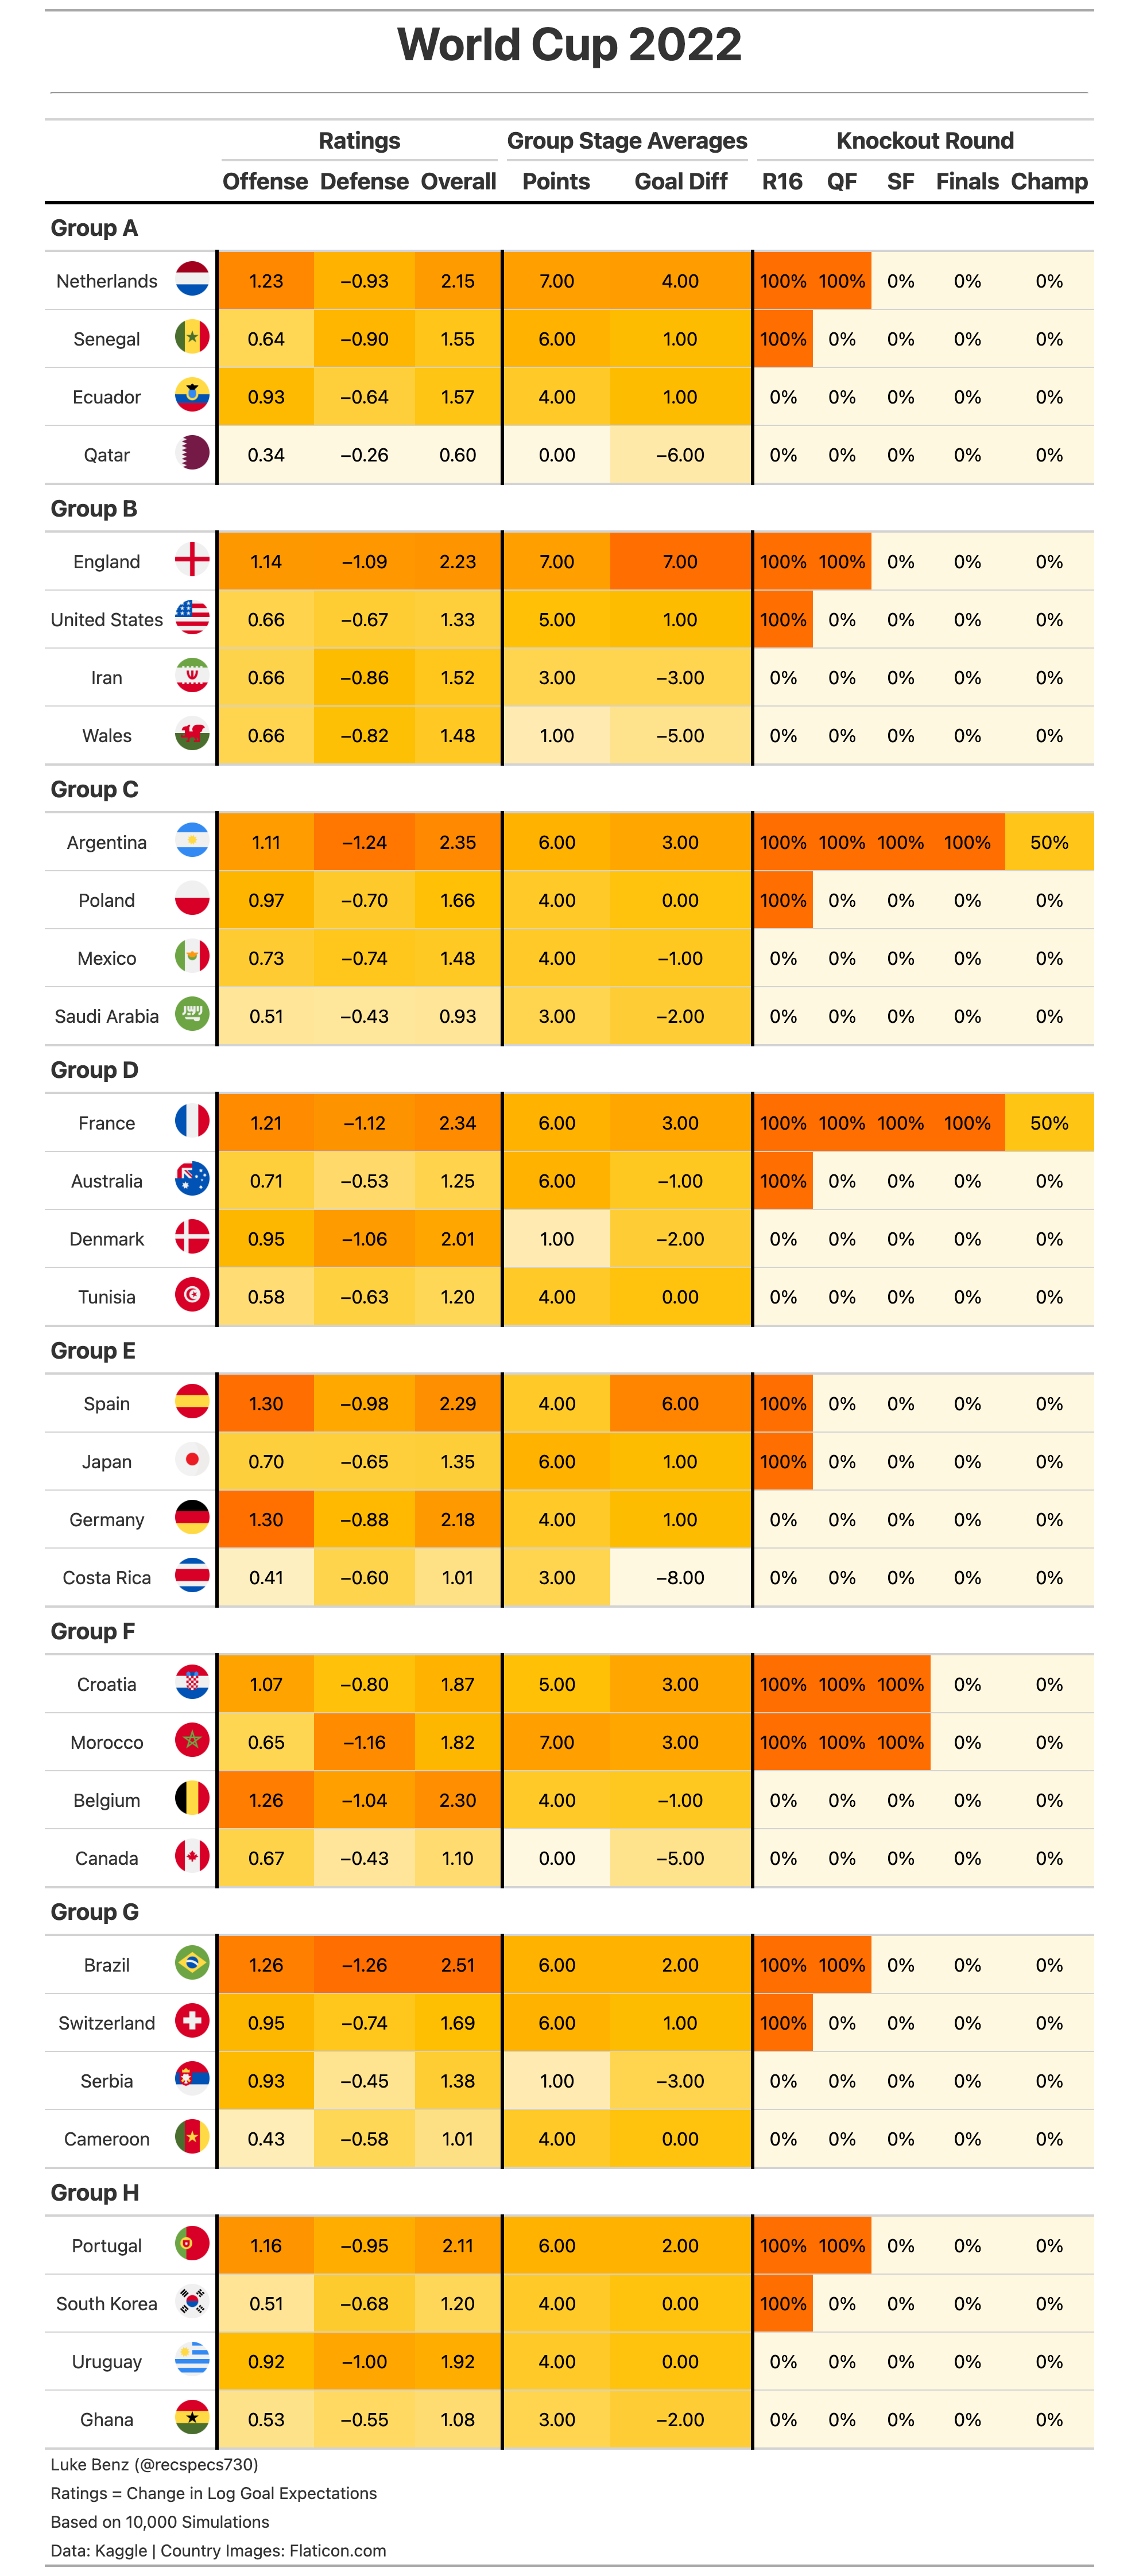 World Cup 2022
Ratings Group Stage Averages Knockout Round
Offense Defense Overall Points Goal Diff R16 QF SF Finals Champ
Group A
Netherlands 1.23 −0.93 2.15 7.00 4.00 100% 100% 0% 0% 0%
Senegal 0.64 −0.90 1.55 6.00 1.00 100% 0% 0% 0% 0%
Ecuador 0.93 −0.64 1.57 4.00 1.00 0% 0% 0% 0% 0%
Qatar 0.34 −0.26 0.60 0.00 −6.00 0% 0% 0% 0% 0%
Group B
England 1.14 −1.09 2.23 7.00 7.00 100% 100% 0% 0% 0%
United States 0.66 −0.67 1.33 5.00 1.00 100% 0% 0% 0% 0%
Iran 0.66 −0.86 1.52 3.00 −3.00 0% 0% 0% 0% 0%
Wales 0.66 −0.82 1.48 1.00 −5.00 0% 0% 0% 0% 0%
Group C
Argentina 1.11 −1.24 2.35 6.00 3.00 100% 100% 100% 100% 50%
Poland 0.97 −0.70 1.66 4.00 0.00 100% 0% 0% 0% 0%
Mexico 0.73 −0.74 1.48 4.00 −1.00 0% 0% 0% 0% 0%
Saudi Arabia 0.51 −0.43 0.93 3.00 −2.00 0% 0% 0% 0% 0%
Group D
France 1.21 −1.12 2.34 6.00 3.00 100% 100% 100% 100% 50%
Australia 0.71 −0.53 1.25 6.00 −1.00 100% 0% 0% 0% 0%
Denmark 0.95 −1.06 2.01 1.00 −2.00 0% 0% 0% 0% 0%
Tunisia 0.58 −0.63 1.20 4.00 0.00 0% 0% 0% 0% 0%
Group E
Spain 1.30 −0.98 2.29 4.00 6.00 100% 0% 0% 0% 0%
Japan 0.70 −0.65 1.35 6.00 1.00 100% 0% 0% 0% 0%
Germany 1.30 −0.88 2.18 4.00 1.00 0% 0% 0% 0% 0%
Costa Rica 0.41 −0.60 1.01 3.00 −8.00 0% 0% 0% 0% 0%
Group F
Croatia 1.07 −0.80 1.87 5.00 3.00 100% 100% 100% 0% 0%
Morocco 0.65 −1.16 1.82 7.00 3.00 100% 100% 100% 0% 0%
Belgium 1.26 −1.04 2.30 4.00 −1.00 0% 0% 0% 0% 0%
Canada 0.67 −0.43 1.10 0.00 −5.00 0% 0% 0% 0% 0%
Group G
Brazil 1.26 −1.26 2.51 6.00 2.00 100% 100% 0% 0% 0%
Switzerland 0.95 −0.74 1.69 6.00 1.00 100% 0% 0% 0% 0%
Serbia 0.93 −0.45 1.38 1.00 −3.00 0% 0% 0% 0% 0%
Cameroon 0.43 −0.58 1.01 4.00 0.00 0% 0% 0% 0% 0%
Group H
Portugal 1.16 −0.95 2.11 6.00 2.00 100% 100% 0% 0% 0%
South Korea 0.51 −0.68 1.20 4.00 0.00 100% 0% 0% 0% 0%
Uruguay 0.92 −1.00 1.92 4.00 0.00 0% 0% 0% 0% 0%
Ghana 0.53 −0.55 1.08 3.00 −2.00 0% 0% 0% 0% 0%
Luke Benz (@recspecs730)
Ratings = Change in Log Goal Expectations
Based on 10,000 Simulations
Data: Kaggle | Country Images: Flaticon.com